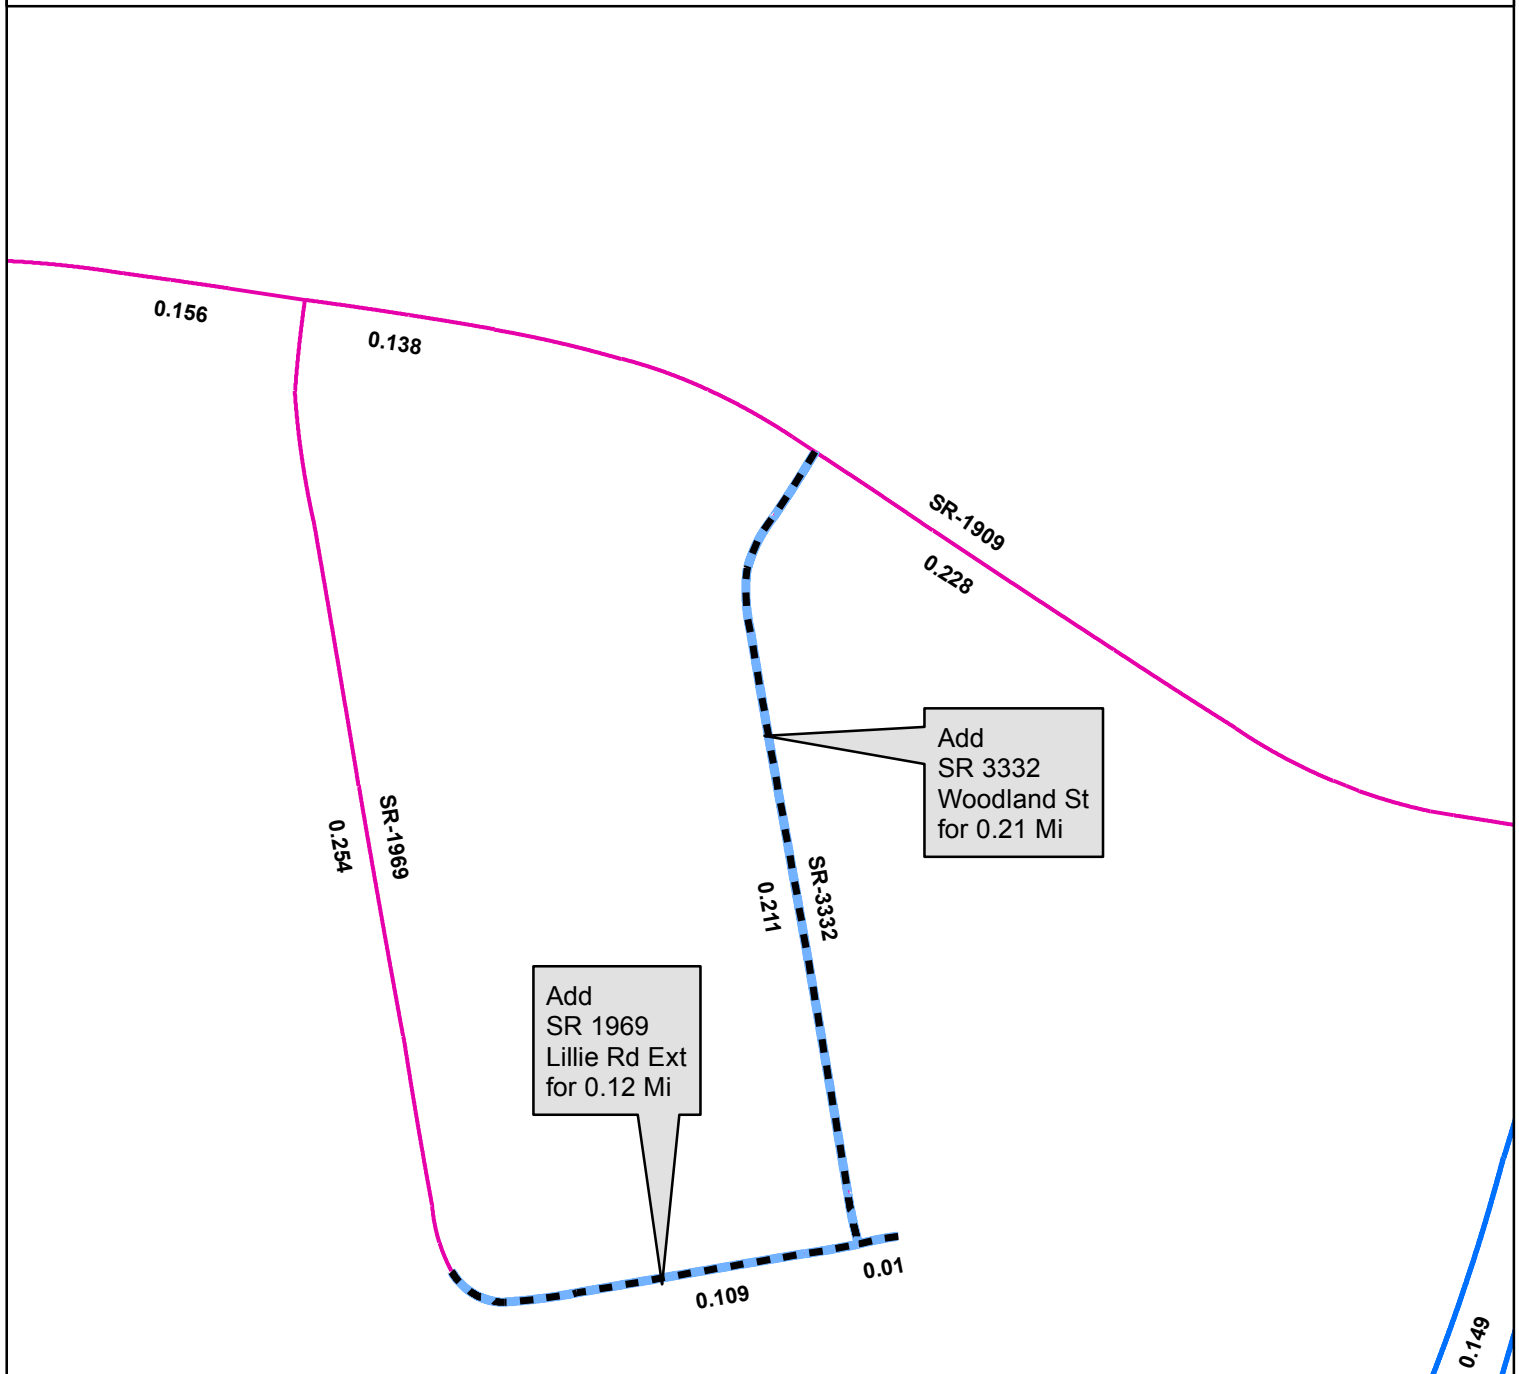 0.156
0.138
SR-1909
0.228
Add
SR 3332
Woodland St
for 0.21 Mi
SR-1969
0.254
SR-3332
0.211
Add
SR 1969
Lillie Rd Ext
for 0.12 Mi
0.01
0.109
0.149